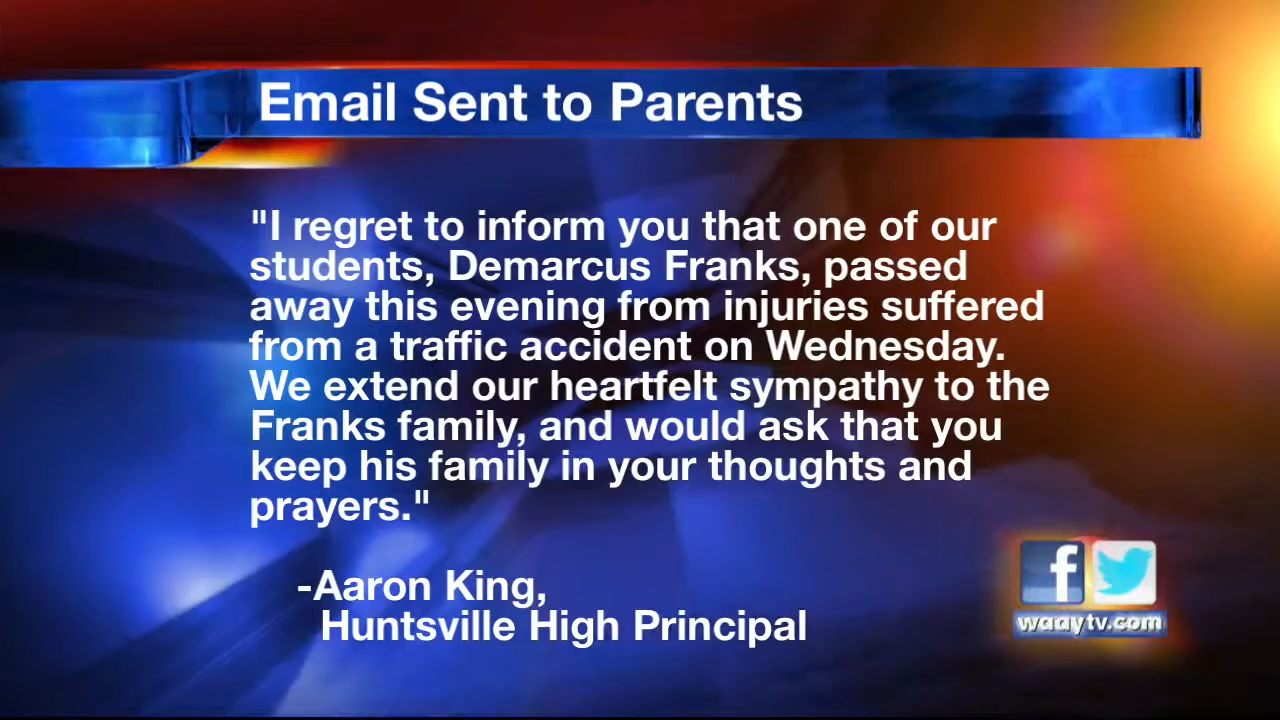 Email Sent to Parents
"I regret to inform you that one of our
students, Demarcus Franks, passed
away this evening from injuries suffered
from a traffic accident on Wednesday.
We extend our heartfelt sympathy to the
Franks family, and would ask that you
keep his family in your thoughts and
prayers."
-Aaron King,
Huntsville High Principal
f
waaytv.com